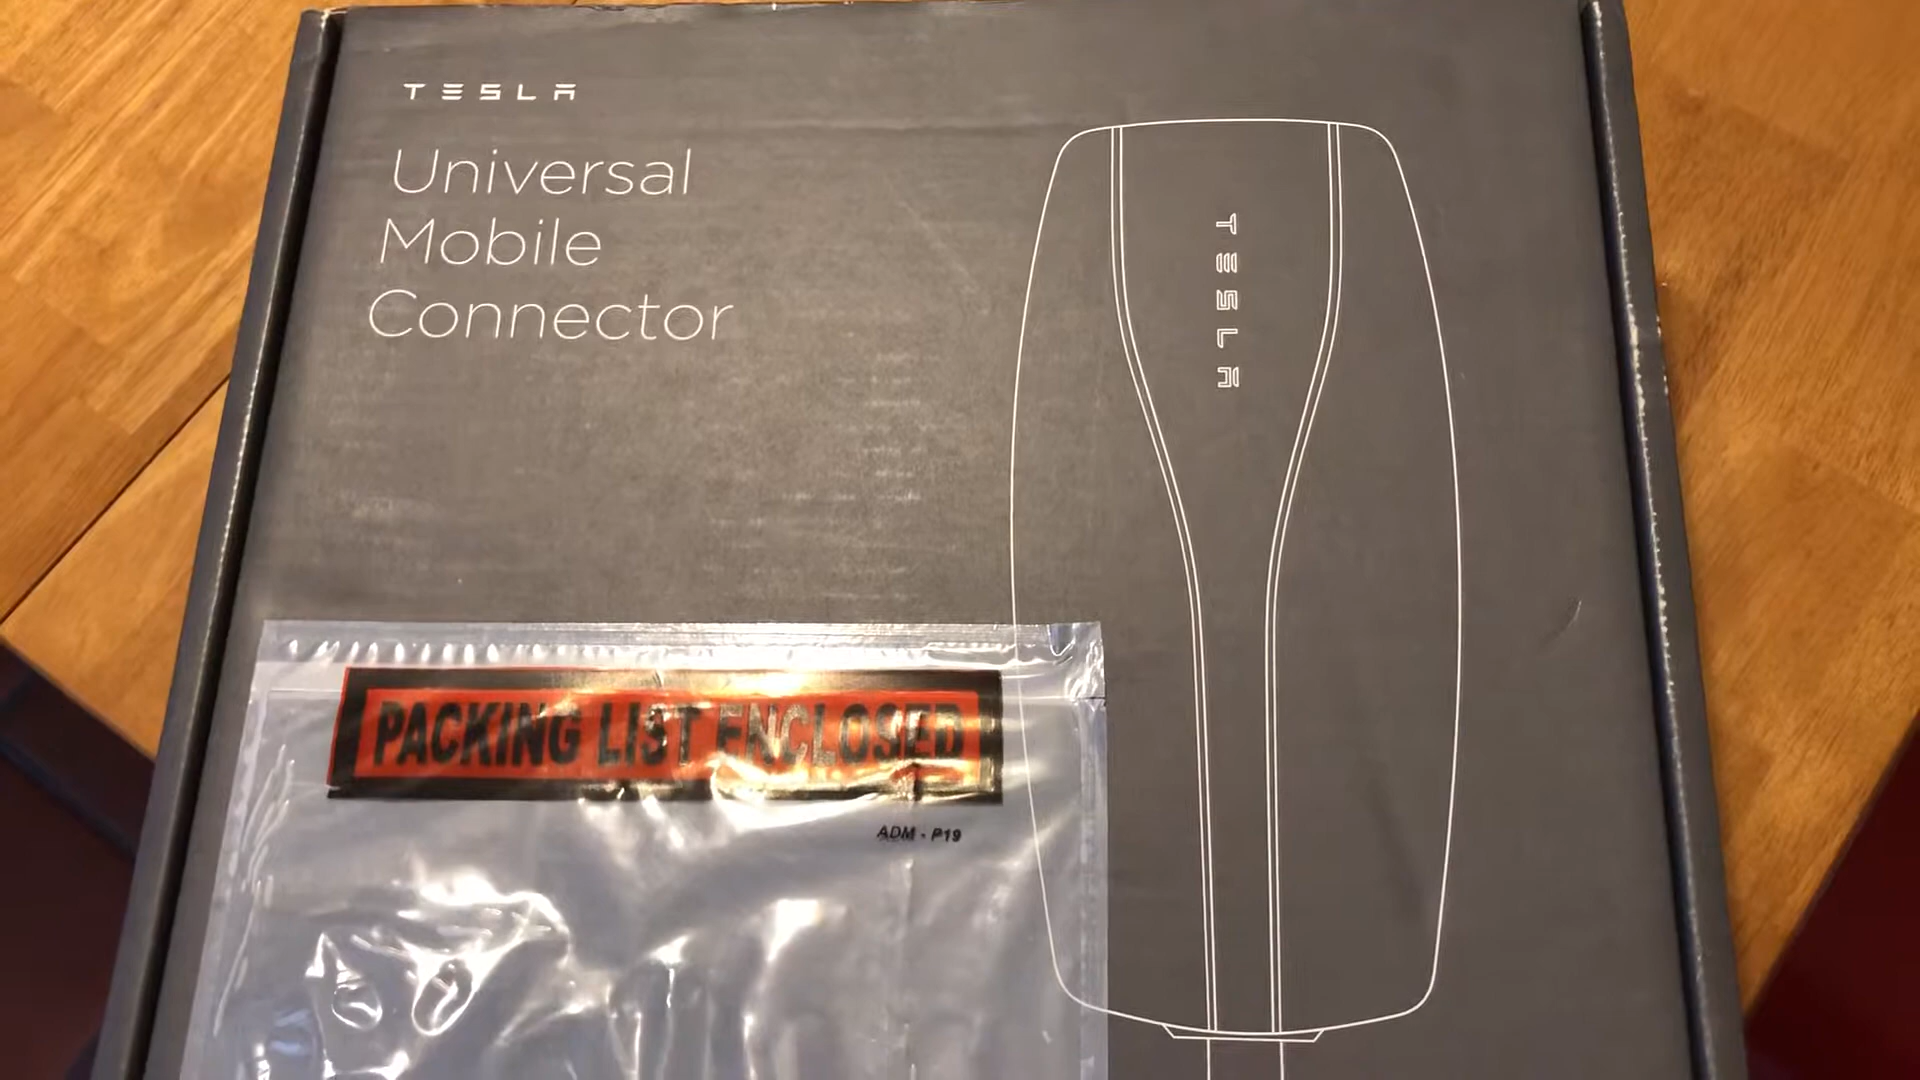 TESLA
Universal
Mobile
Connector
TESLA
PACKING LIST ENCLOSED
ADM - P19